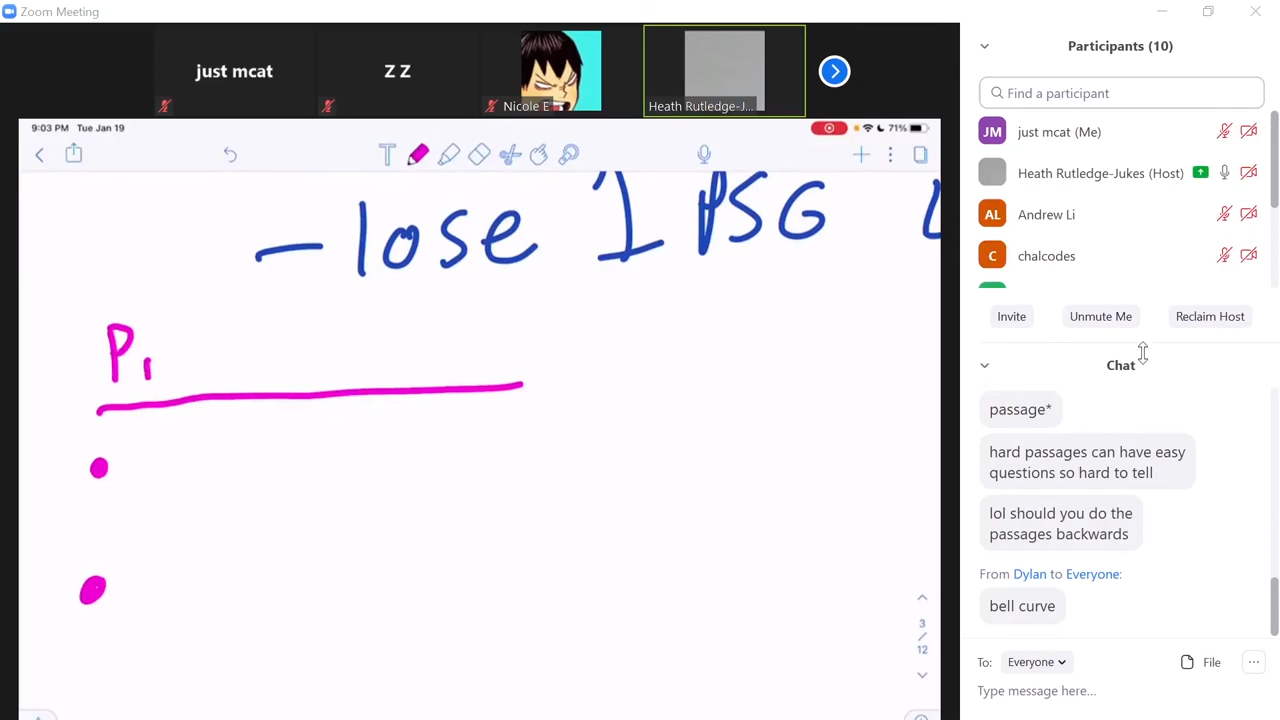 Zoom Meeting
just mcat
Z Z
Nicole E
Heath Rutledge-J...
9:03 PM Tue Jan 19
71%
T
- lose 1 PSG
P1
3
/
12
Participants (10)
Find a participant
JM just mcat (Me)
Heath Rutledge-Jukes (Host)
AL Andrew Li
C chalcodes
Invite
Unmute Me
Reclaim Host
Chat
passage*
hard passages can have easy
questions so hard to tell
lol should you do the
passages backwards
From Dylan to Everyone:
bell curve
To: Everyone
File
Type message here...